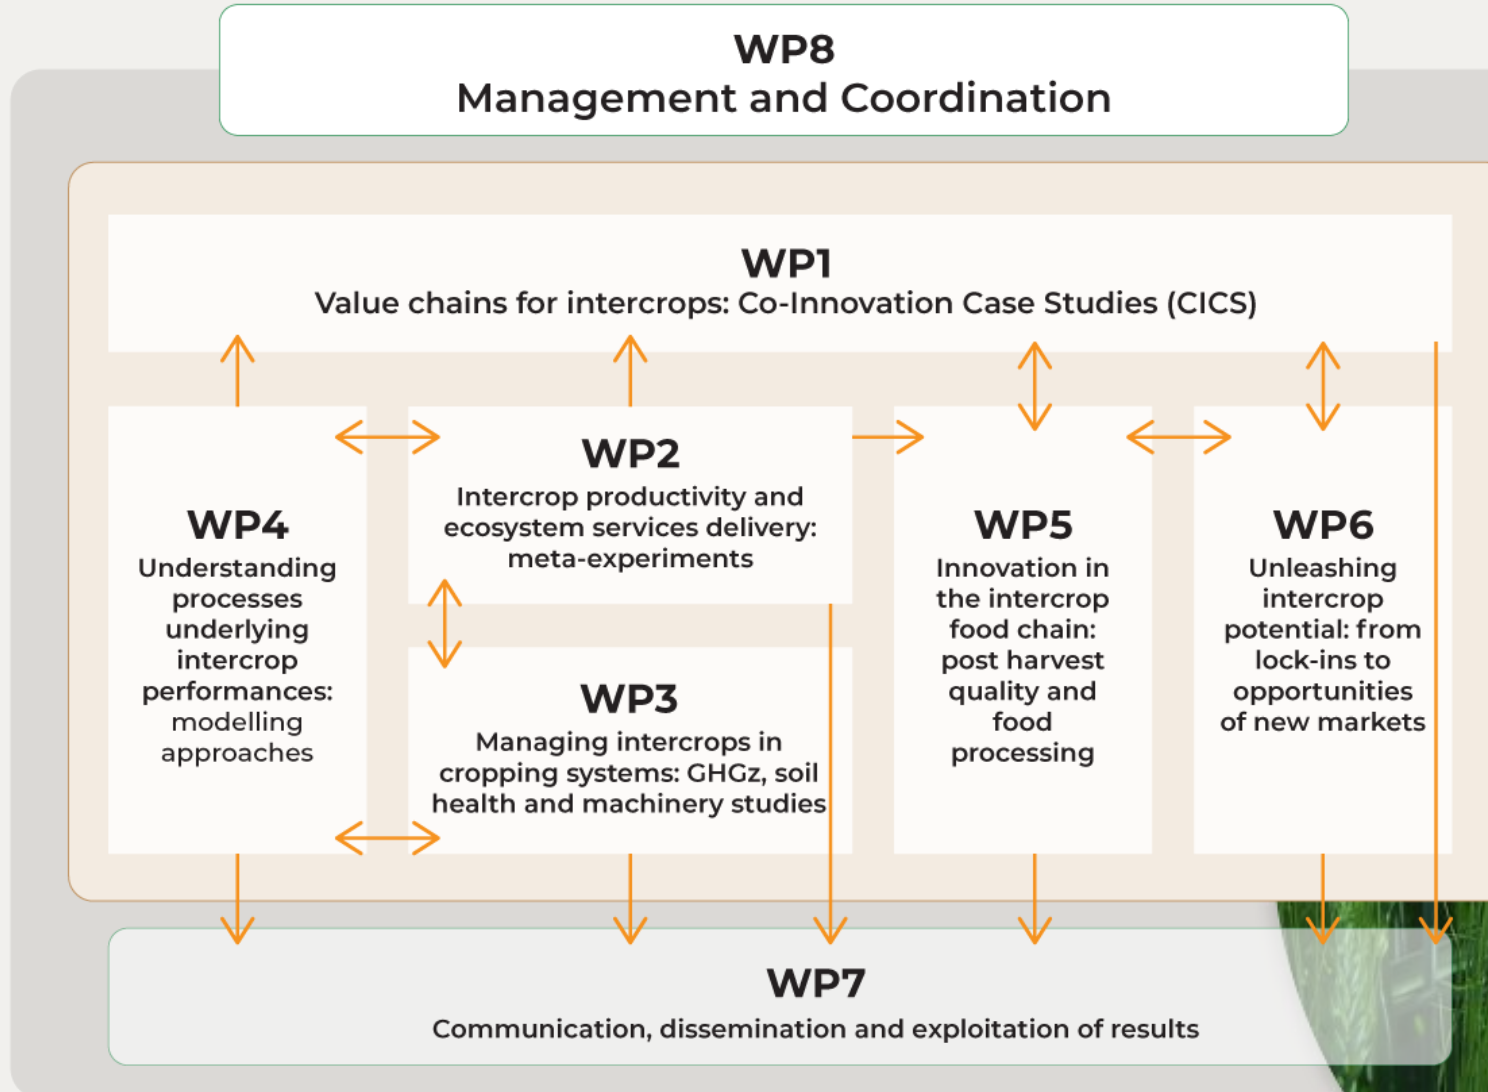 WP8
Management and Coordination
WP1
Value chains for intercrops: Co-Innovation Case Studies (CICS)
WP4
Understanding
processes
underlying
intercrop
performances:
modelling
approaches
WP2
Intercrop productivity and
ecosystem services delivery:
meta-experiments
WP3
Managing intercrops in
cropping systems: GHGz, soil
health and machinery studies
WP5
Innovation in
the intercrop
food chain:
post harvest
quality and
food
processing
WP6
Unleashing
intercrop
potential: from
lock-ins to
opportunities
of new markets
WP7
Communication, dissemination and exploitation of results